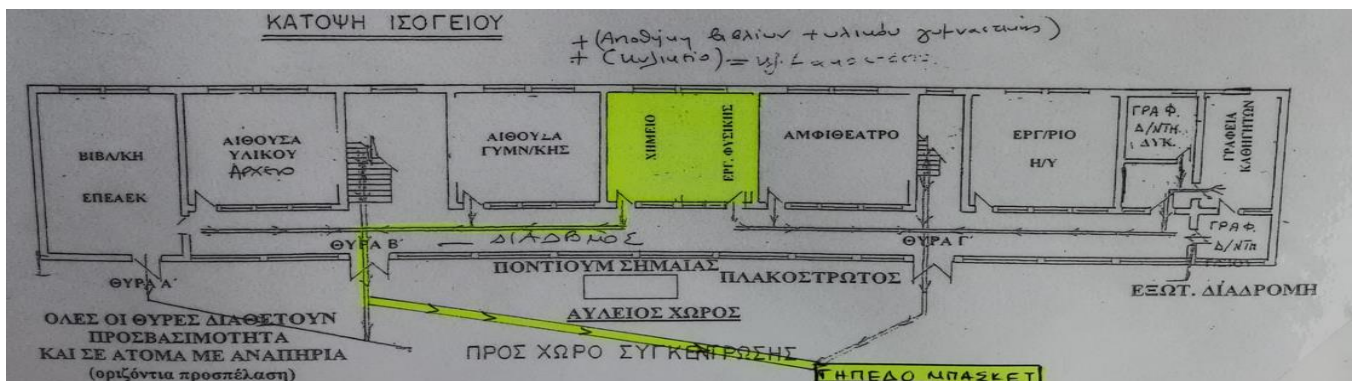 ΚΑΤΟΨΗ ΙΣΟΓΕΙΟΥ
+ (Αποθήκη βιβλίων + υλικού γυμναστικής)
+ (Κυλικείο) =
ΒΙΒΛ/ΚΗ
ΕΠΕΑΕΚ
ΑΙΘΟΥΣΑ
ΥΛΙΚΟΥ
Αρχείο
ΑΙΘΟΥΣΑ
ΓΥΜΝ/ΚΗΣ
ΧΗΜΕΙΟ
ΕΡΓ. ΦΥΣΙΚΗΣ
ΑΜΦΙΘΕΑΤΡΟ
ΕΡΓ/ΡΙΟ
Η/Υ
ΓΡΑΦ.
Δ/ΝΤΗ
ΛΥΚ.
ΓΡΑΦΕΙΑ
ΚΑΘΗΓΗΤΩΝ
ΓΡΑΦ.
Δ/ΝΤΗ
ΘΥΡΑ Β΄
ΔΙΑΔΡΟΜΟΣ
ΘΥΡΑ Γ΄
ΘΥΡΑ Α΄
ΠΟΝΤΙΟΥΜ ΣΗΜΑΙΑΣ
ΠΛΑΚΟΣΤΡΩΤΟΣ
ΑΥΛΕΙΟΣ ΧΩΡΟΣ
ΕΞΩΤ. ΔΙΑΔΡΟΜΗ
ΟΛΕΣ ΟΙ ΘΥΡΕΣ ΔΙΑΘΕΤΟΥΝ
ΠΡΟΣΒΑΣΙΜΟΤΗΤΑ
ΚΑΙ ΣΕ ΑΤΟΜΑ ΜΕ ΑΝΑΠΗΡΙΑ
(οριζόντια προσπέλαση)
ΠΡΟΣ ΧΩΡΟ ΣΥΓΚΕΝΤΡΩΣΗΣ
ΓΗΠΕΔΟ ΜΠΑΣΚΕΤ